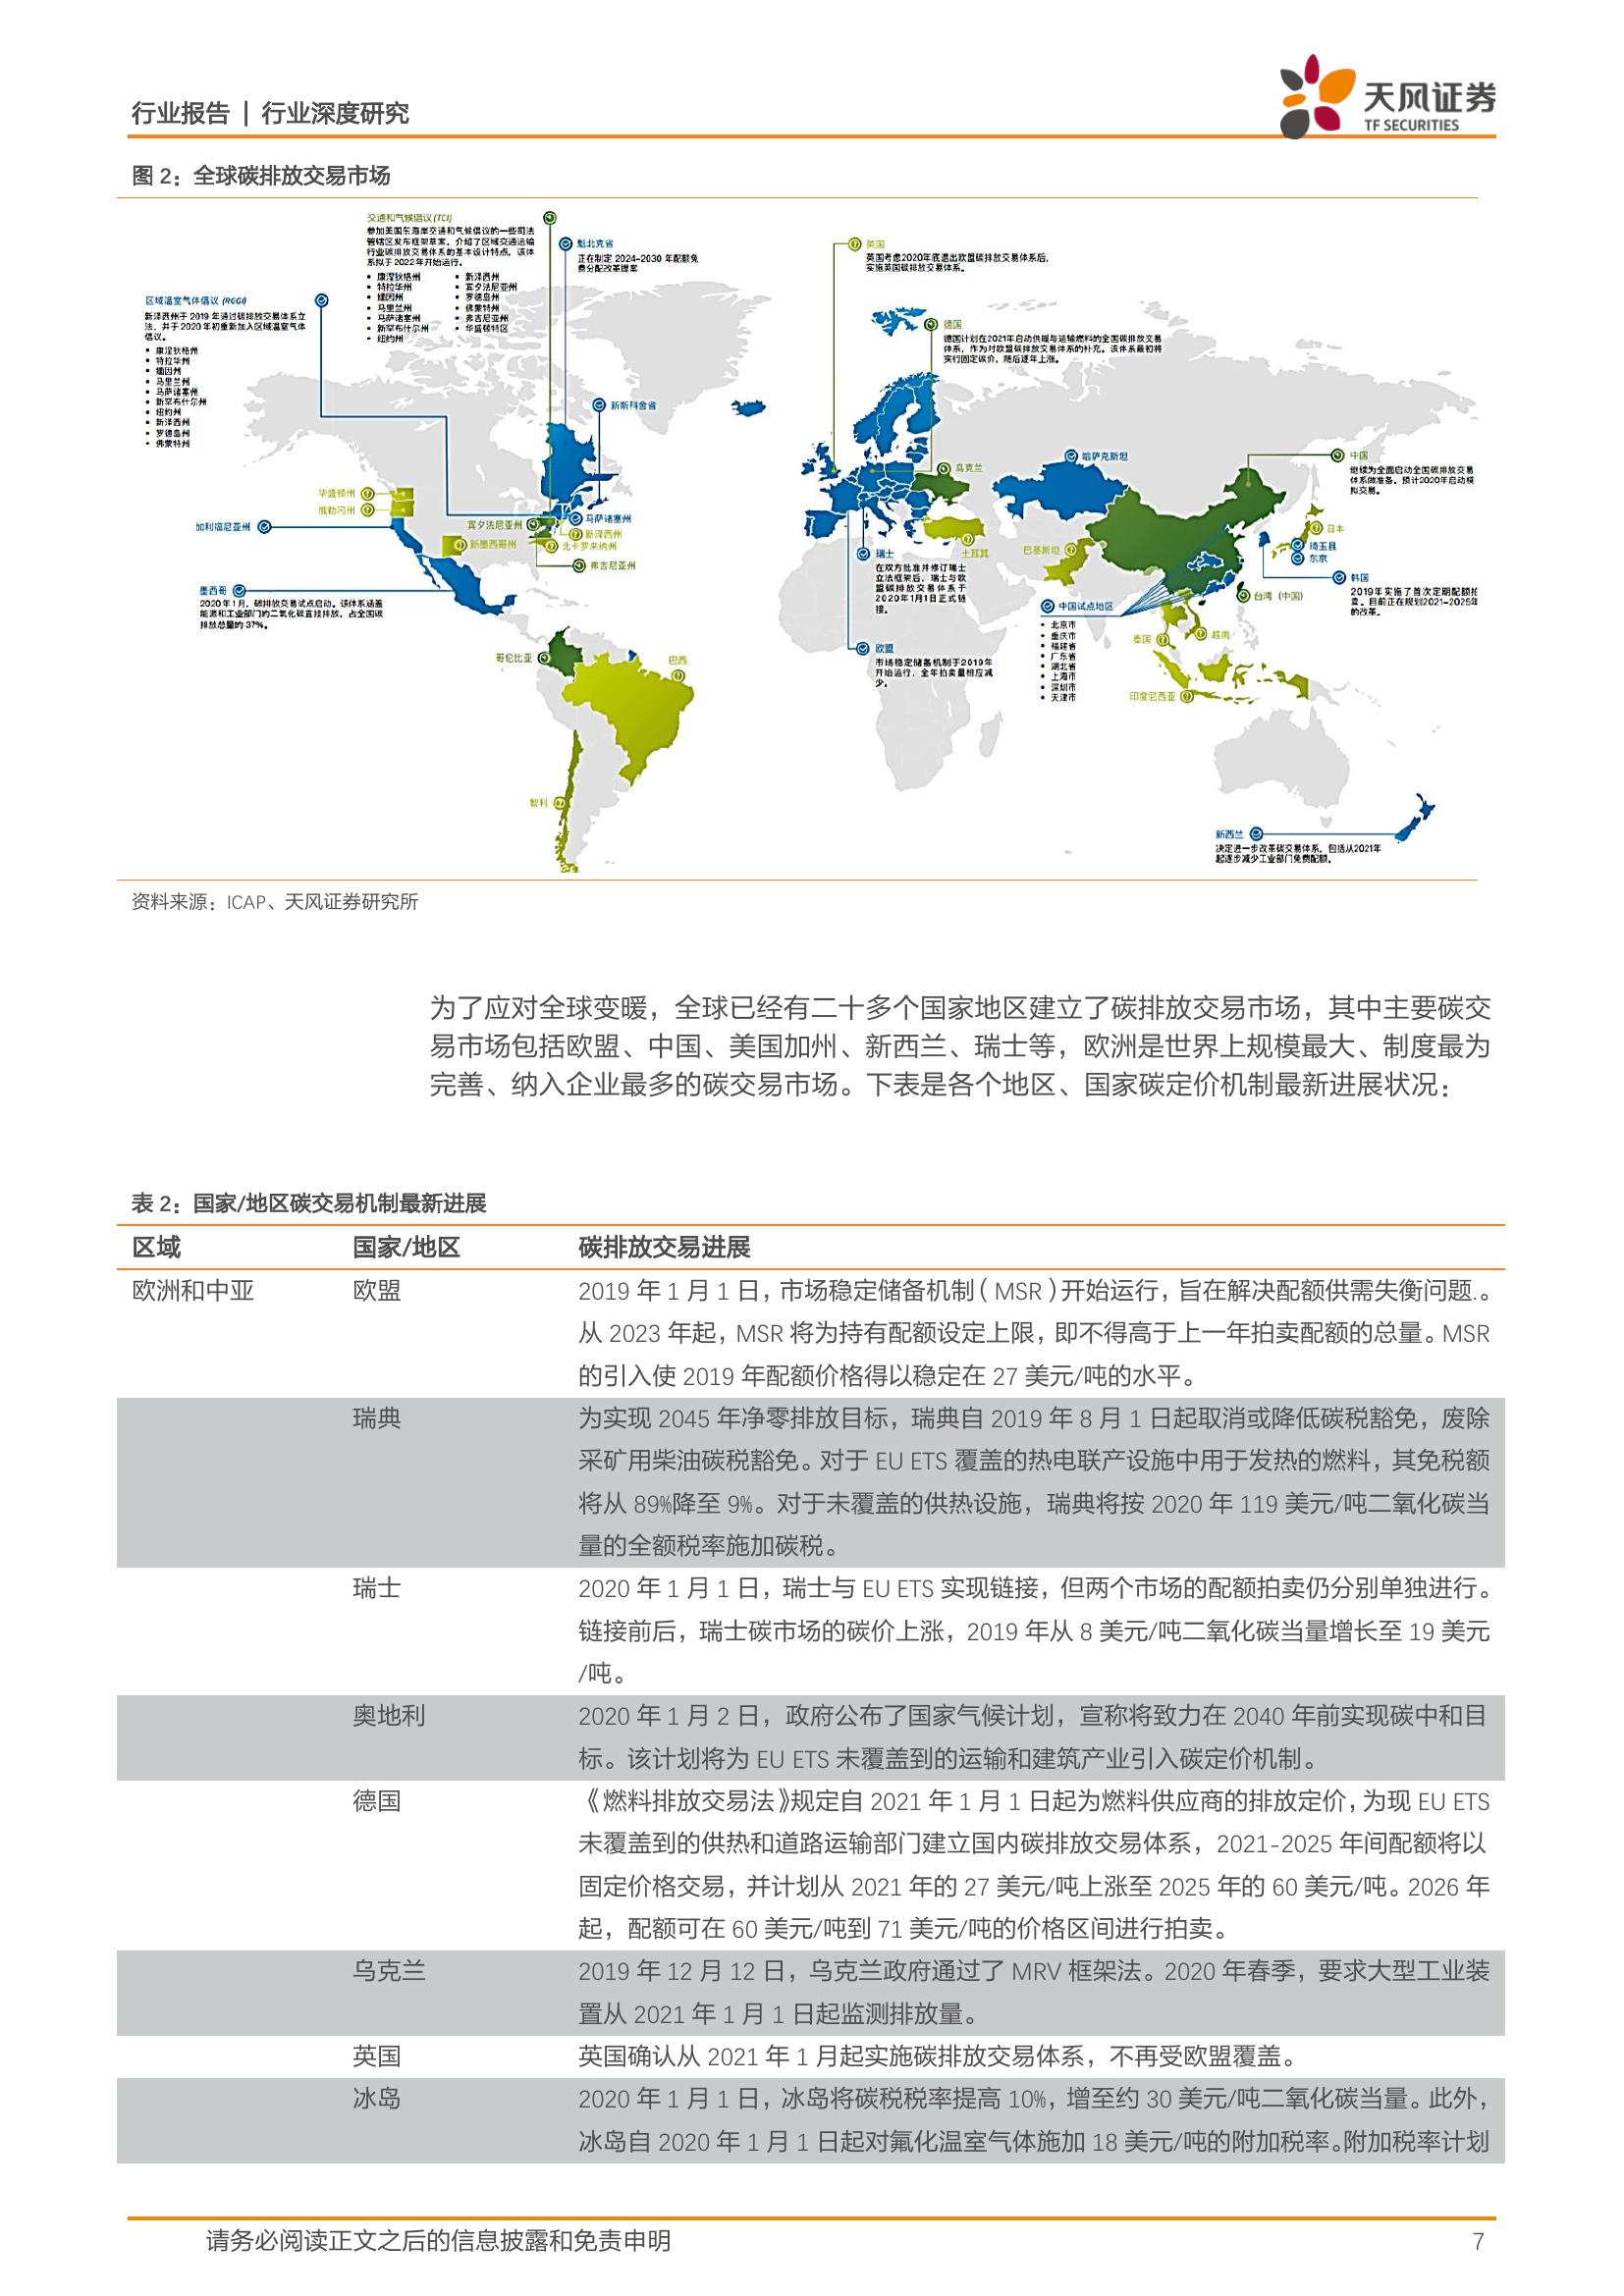 行业报告 | 行业深度研究
天风证券
TF SECURITIES
图 2：全球碳排放交易市场
交通和气候倡议(TCI)
参加美国东海岸交通和气候倡议的一些司法
管辖区发布框架草案，介绍了区域交通运输
行业碳排放交易体系的基本设计特点。该体
系拟于2022年开始运行。
• 康涅狄格州
• 特拉华州
• 缅因州
• 马里兰州
• 马萨诸塞州
• 新罕布什尔州
• 纽约州
• 新泽西州
• 宾夕法尼亚州
• 罗德岛州
• 佛蒙特州
• 弗吉尼亚州
• 华盛顿特区
魁北克省
正在制定 2024-2030 年配额免
费分配改革提案
英国
英国考虑2020年底退出欧盟碳排放交易体系后，
实施英国碳排放交易体系。
区域温室气体倡议 (RGGI)
新泽西州于 2019 年通过碳排放交易体系立
法，并于 2020 年初重新加入区域温室气体
倡议。
• 康涅狄格州
• 特拉华州
• 缅因州
• 马里兰州
• 马萨诸塞州
• 新罕布什尔州
• 纽约州
• 新泽西州
• 罗德岛州
• 佛蒙特州
德国
德国计划在2021年启动供暖与运输燃料的全国碳排放交易
体系，作为对欧盟碳排放交易体系的补充。该体系最初将
实行固定碳价，随后逐年上涨。
新斯科舍省
乌克兰
哈萨克斯坦
中国
继续为全面启动全国碳排放交易
体系做准备。预计2020年启动模
拟交易。
华盛顿州
俄勒冈州
加利福尼亚州
宾夕法尼亚州
马萨诸塞州
新泽西州
新墨西哥州
北卡罗来纳州
弗吉尼亚州
日本
埼玉县
东京
土耳其
巴基斯坦
瑞士
在双方批准并修订瑞士
立法框架后，瑞士与欧
盟碳排放交易体系于
2020年1月1日正式链
接。
韩国
2019年实施了首次定期配额拍
卖。目前正在规划2021-2025年
的改革。
墨西哥
2020年1月，碳排放交易试点启动。该体系涵盖
能源和工业部门的二氧化碳直接排放，占全国碳
排放总量的 37%。
台湾（中国）
中国试点地区
• 北京市
• 重庆市
• 福建省
• 广东省
• 湖北省
• 上海市
• 深圳市
• 天津市
泰国
越南
印度尼西亚
欧盟
市场稳定储备机制于2019年
开始运行，全年拍卖量相应减
少。
哥伦比亚
巴西
智利
新西兰
决定进一步改革碳交易体系，包括从2021年
起逐步减少工业部门免费配额。
资料来源：ICAP、天风证券研究所
为了应对全球变暖，全球已经有二十多个国家地区建立了碳排放交易市场，其中主要碳交
易市场包括欧盟、中国、美国加州、新西兰、瑞士等，欧洲是世界上规模最大、制度最为
完善、纳入企业最多的碳交易市场。下表是各个地区、国家碳定价机制最新进展状况：
表 2：国家/地区碳交易机制最新进展
区域 国家/地区 碳排放交易进展
欧洲和中亚 欧盟 2019 年 1 月 1 日，市场稳定储备机制（MSR）开始运行，旨在解决配额供需失衡问题.。
从 2023 年起，MSR 将为持有配额设定上限，即不得高于上一年拍卖配额的总量。MSR
的引入使 2019 年配额价格得以稳定在 27 美元/吨的水平。
瑞典 为实现 2045 年净零排放目标，瑞典自 2019 年 8 月 1 日起取消或降低碳税豁免，废除
采矿用柴油碳税豁免。对于 EU ETS 覆盖的热电联产设施中用于发热的燃料，其免税额
将从 89%降至 9%。对于未覆盖的供热设施，瑞典将按 2020 年 119 美元/吨二氧化碳当
量的全额税率施加碳税。
瑞士 2020 年 1 月 1 日，瑞士与 EU ETS 实现链接，但两个市场的配额拍卖仍分别单独进行。
链接前后，瑞士碳市场的碳价上涨，2019 年从 8 美元/吨二氧化碳当量增长至 19 美元
/吨。
奥地利 2020 年 1 月 2 日，政府公布了国家气候计划，宣称将致力在 2040 年前实现碳中和目
标。该计划将为 EU ETS 未覆盖到的运输和建筑产业引入碳定价机制。
德国 《燃料排放交易法》规定自 2021 年 1 月 1 日起为燃料供应商的排放定价，为现 EU ETS
未覆盖到的供热和道路运输部门建立国内碳排放交易体系，2021-2025 年间配额将以
固定价格交易，并计划从 2021 年的 27 美元/吨上涨至 2025 年的 60 美元/吨。2026 年
起，配额可在 60 美元/吨到 71 美元/吨的价格区间进行拍卖。
乌克兰 2019 年 12 月 12 日，乌克兰政府通过了 MRV 框架法。2020 年春季，要求大型工业装
置从 2021 年 1 月 1 日起监测排放量。
英国 英国确认从 2021 年 1 月起实施碳排放交易体系，不再受欧盟覆盖。
冰岛 2020 年 1 月 1 日，冰岛将碳税税率提高 10%，增至约 30 美元/吨二氧化碳当量。此外，
冰岛自 2020 年 1 月 1 日起对氟化温室气体施加 18 美元/吨的附加税率。附加税率计划
请务必阅读正文之后的信息披露和免责申明 7